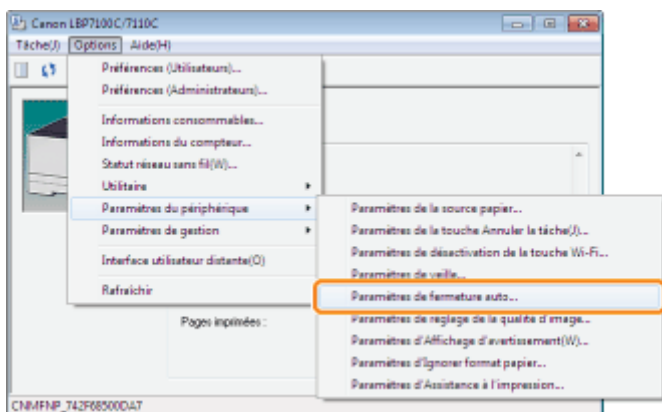 Canon LBP7100C/7110C
Tâche(J) Options Aide(H)
Préférences (Utilisateurs)...
Préférences (Administrateurs)...
Informations consommables...
Informations du compteur...
Statut réseau sans fil(W)...
Utilitaire
Paramètres du périphérique
Paramètres de gestion
Interface utilisateur distante(O)
Rafraîchir
Paramètres de la source papier...
Paramètres de la touche Annuler la tâche(J)...
Paramètres de désactivation de la touche Wi-Fi...
Paramètres de veille...
Paramètres de fermeture auto...
Paramètres de réglage de la qualité d'image...
Paramètres d'Affichage d'avertissement(W)...
Paramètres d'Ignorer format papier...
Paramètres d'Assistance à l'impression...
Pages imprimées :
CNMFNP_742F68500DA7